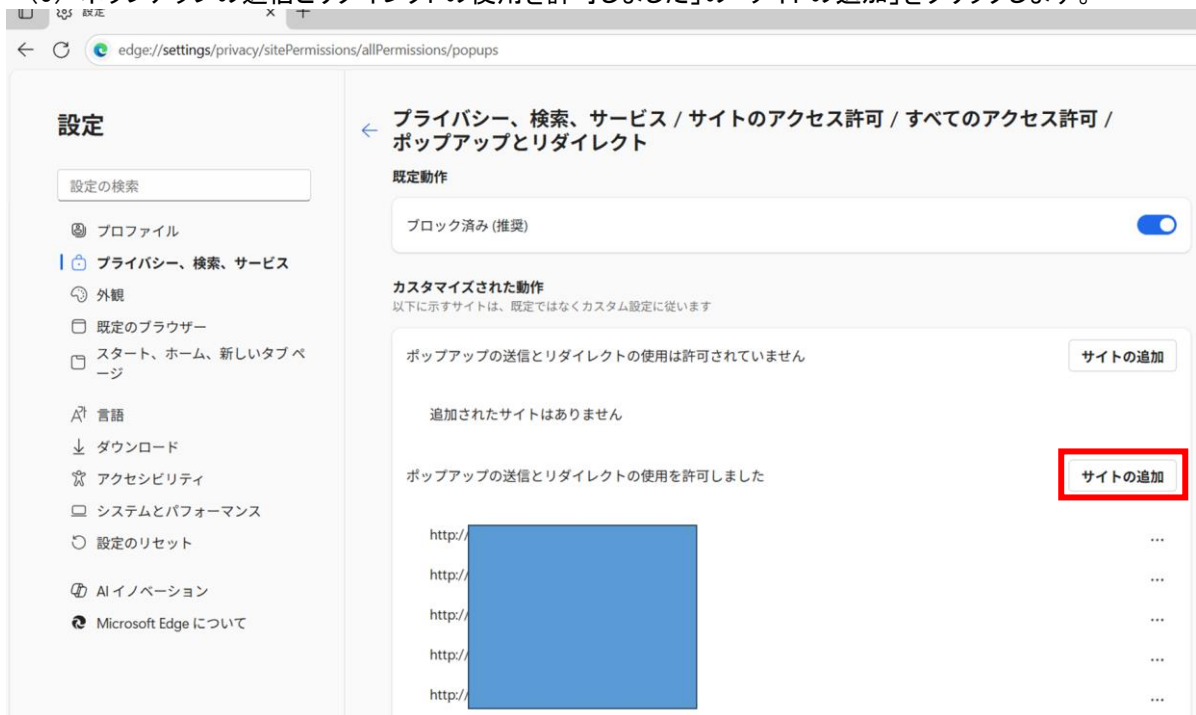 設定
edge://settings/privacy/sitePermissions/allPermissions/popups
設定
設定の検索
プロファイル
プライバシー、検索、サービス
外観
既定のブラウザー
スタート、ホーム、新しいタブ ペ
ージ
言語
ダウンロード
アクセシビリティ
システムとパフォーマンス
設定のリセット
AI イノベーション
Microsoft Edge について
プライバシー、検索、サービス / サイトのアクセス許可 / すべてのアクセス許可 /
ポップアップとリダイレクト
既定動作
ブロック済み (推奨)
カスタマイズされた動作
以下に示すサイトは、既定ではなくカスタム設定に従います
ポップアップの送信とリダイレクトの使用は許可されていません
サイトの追加
追加されたサイトはありません
ポップアップの送信とリダイレクトの使用を許可しました
サイトの追加
http://
http://
http://
http://
http://